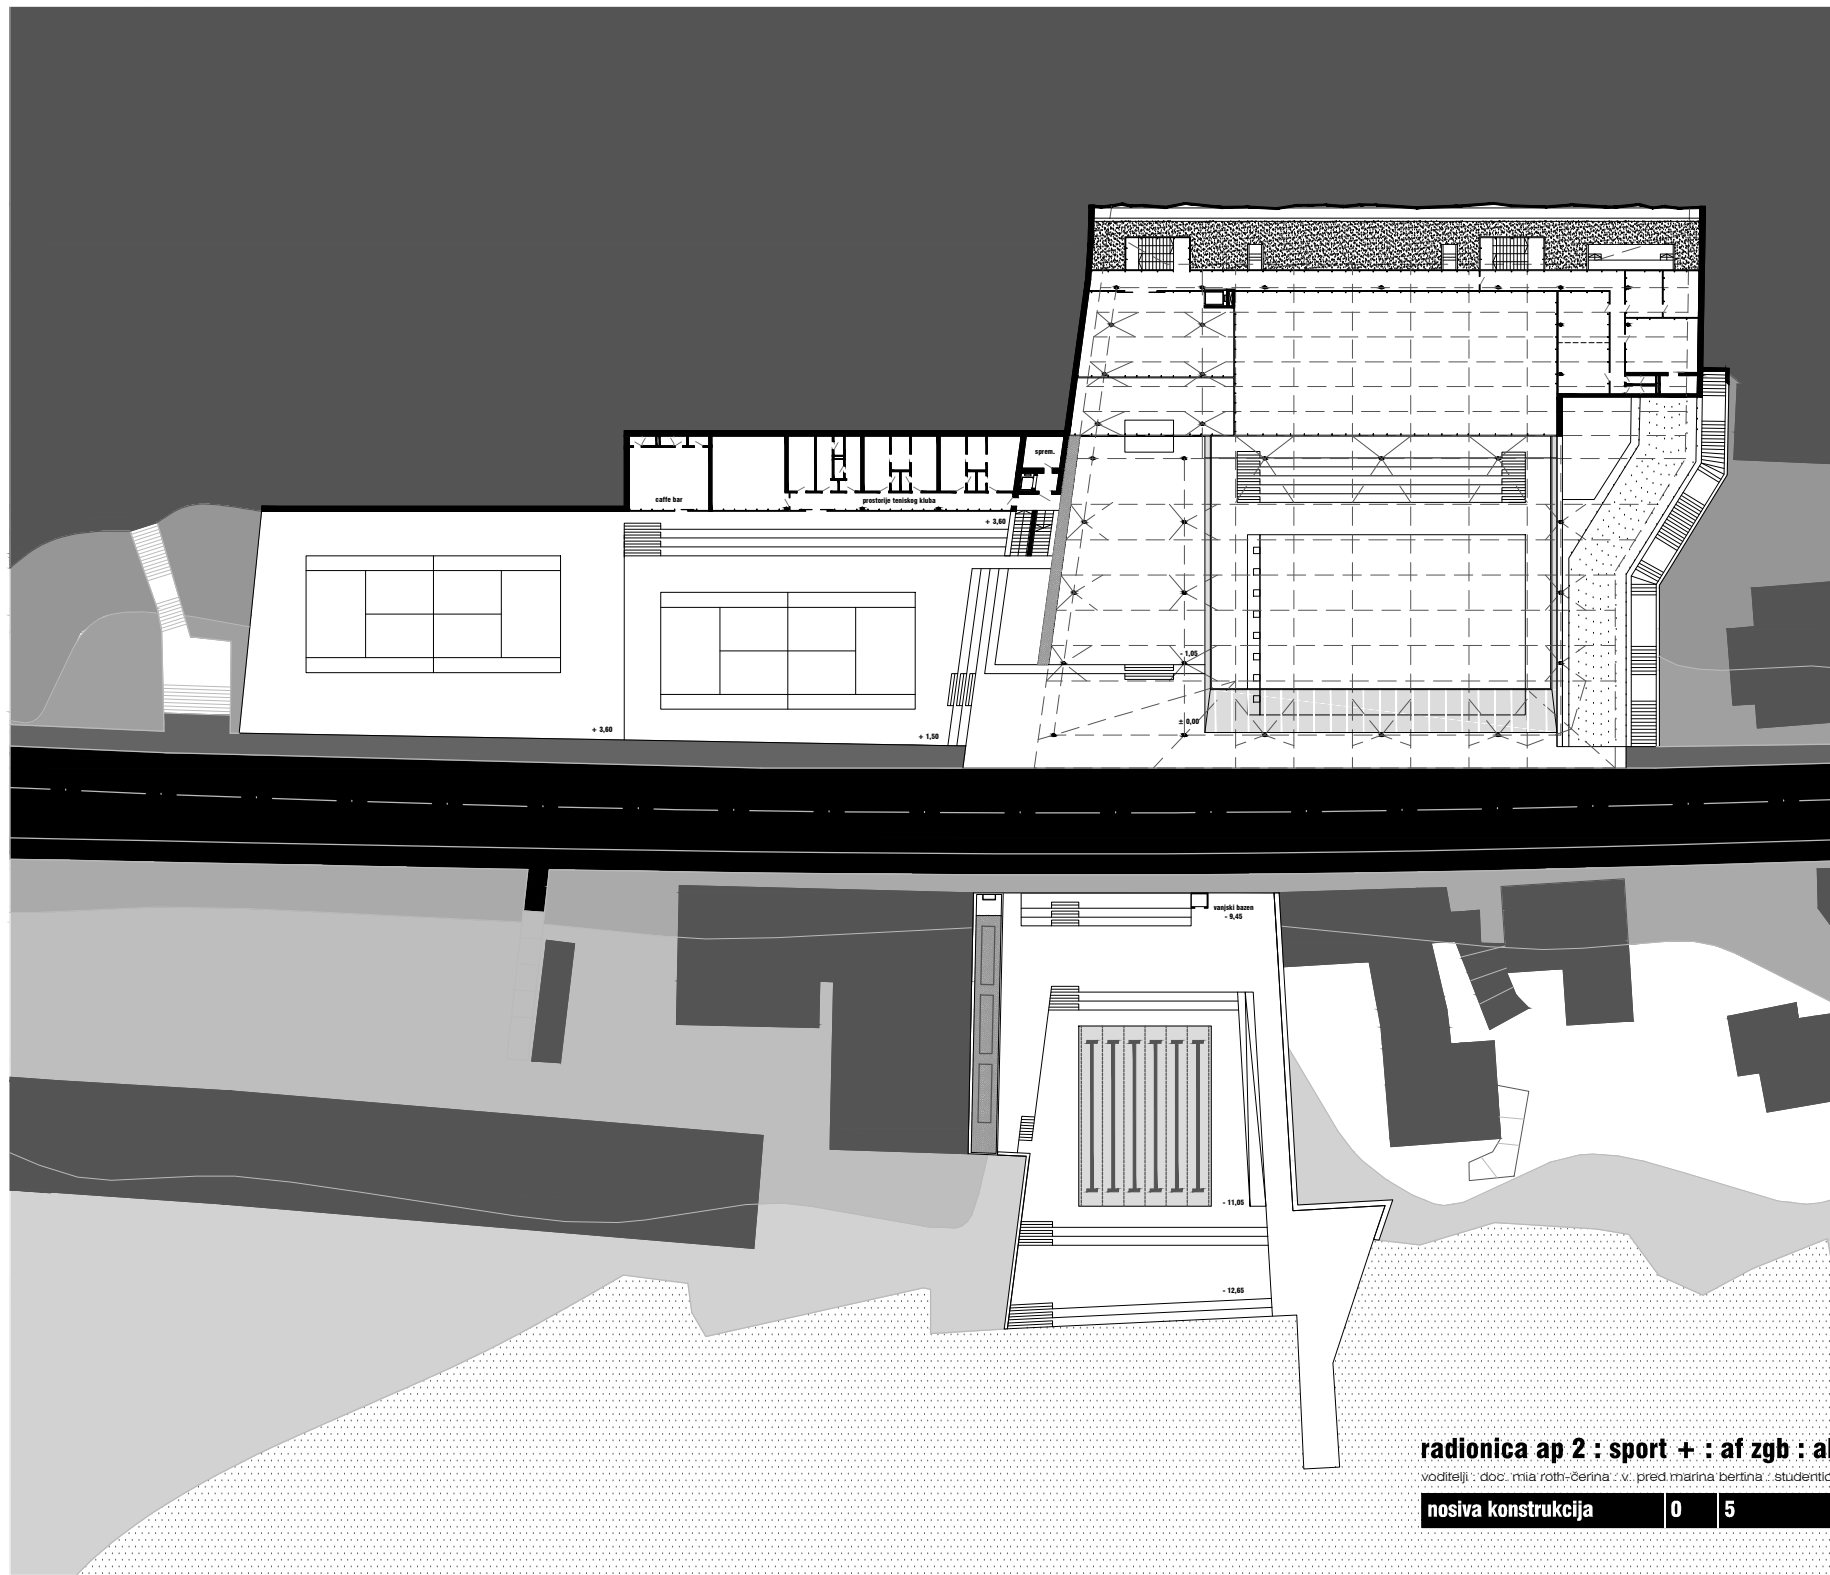 sprem.
caffe bar
prostorije teniskog kluba
+ 3,60
- 1,05
± 0,00
+ 3,60
+ 1,50
vanjski bazen
- 9,45
- 11,05
- 12,65
radionica ap 2 : sport + : af zgb : a
voditelji : doc. mia roth-čerina : v. pred.marina bertina : studentic
nosiva konstrukcija 0 5